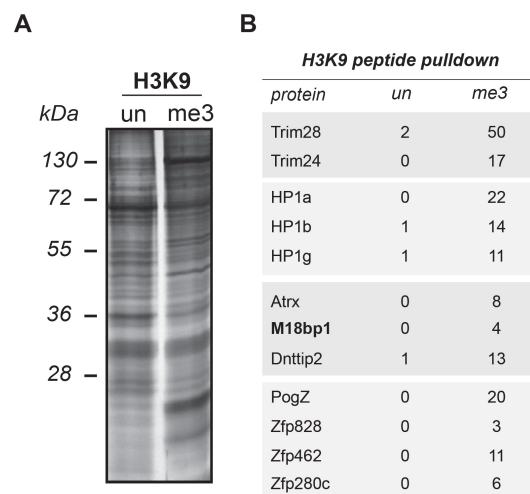 A
H3K9
un me3
kDa
130
72
55
36
28
B
H3K9 peptide pulldown
protein un me3
Trim28 2 50
Trim24 0 17
HP1a 0 22
HP1b 1 14
HP1g 1 11
Atrx 0 8
M18bp1 0 4
Dnttip2 1 13
PogZ 0 20
Zfp828 0 3
Zfp462 0 11
Zfp280c 0 6